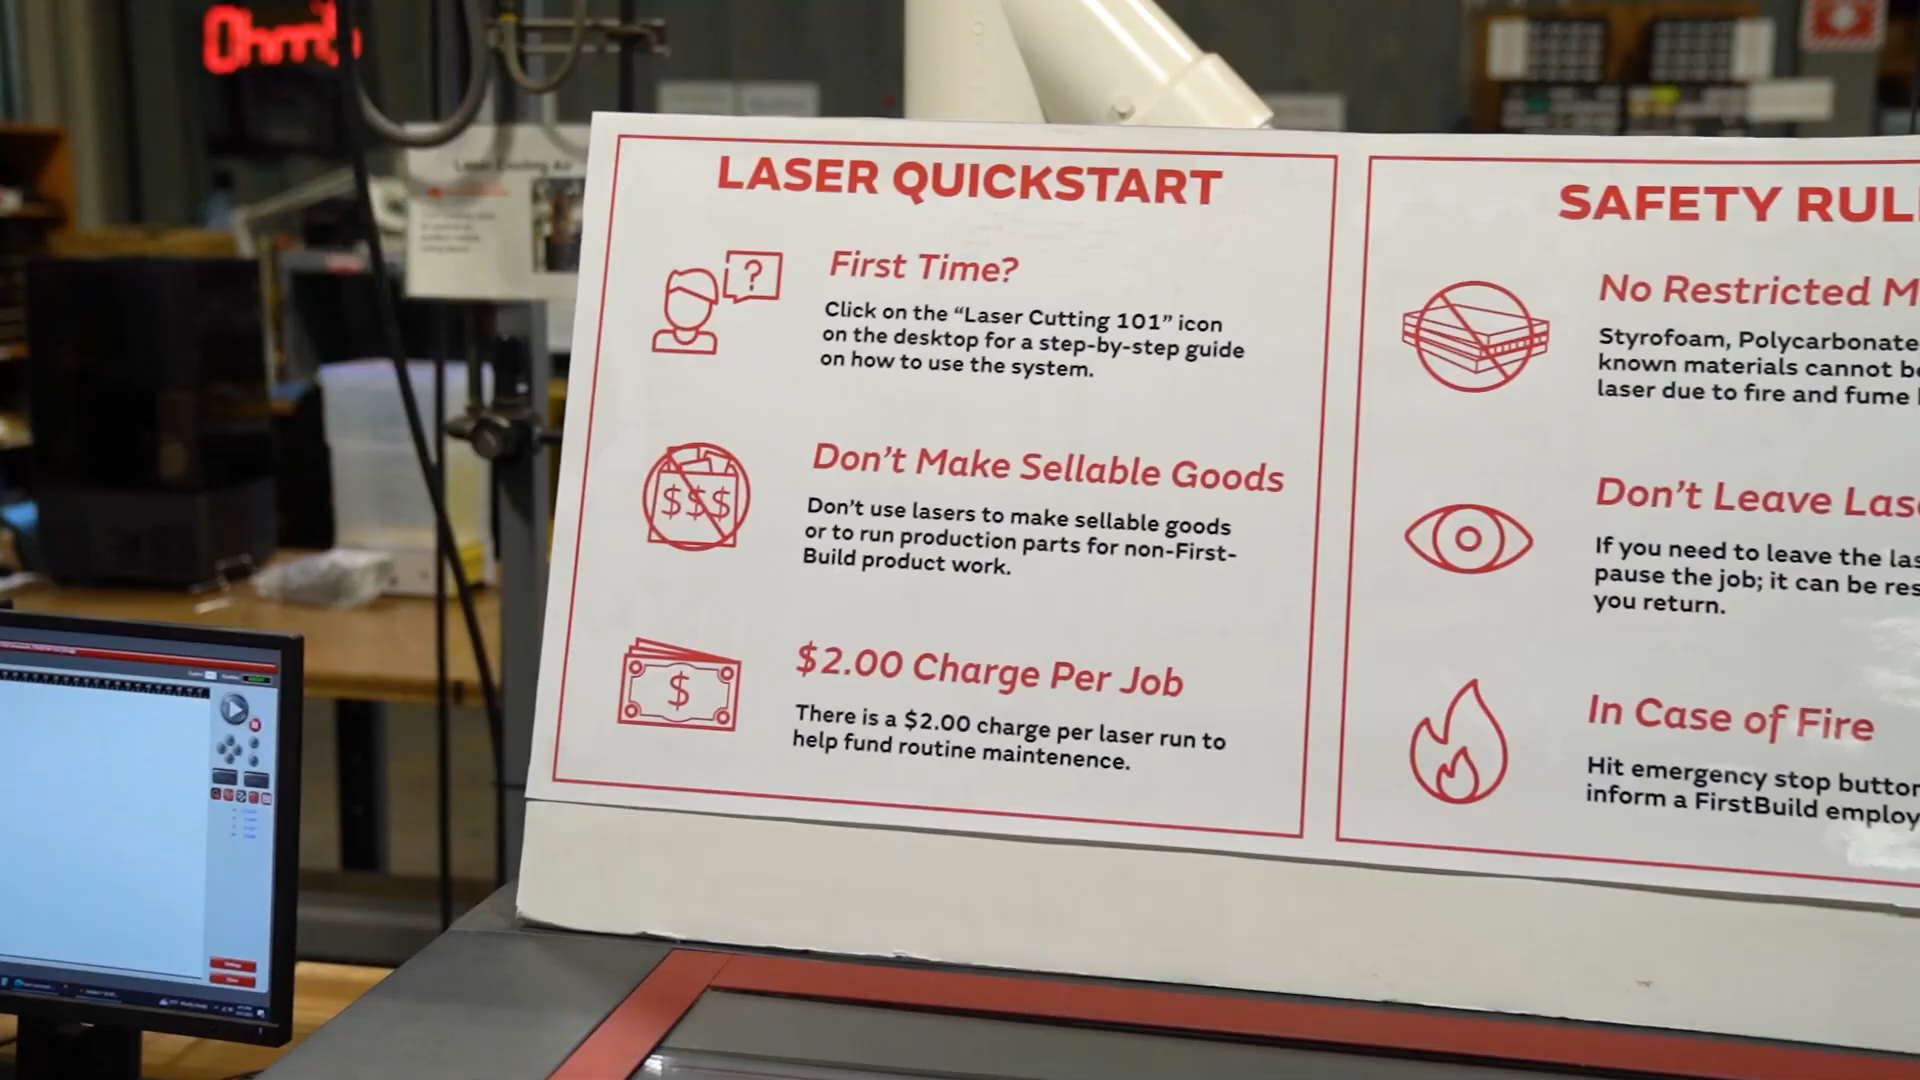 LASER QUICKSTART
First Time?
Click on the “Laser Cutting 101” icon
on the desktop for a step-by-step guide
on how to use the system.
Don’t Make Sellable Goods
Don’t use lasers to make sellable goods
or to run production parts for non-First-
Build product work.
$$$
$2.00 Charge Per Job
There is a $2.00 charge per laser run to
help fund routine maintenence.
$
?
SAFETY RUL
No Restricted M
Styrofoam, Polycarbonate
known materials cannot be
laser due to fire and fume
Don’t Leave Las
If you need to leave the las
pause the job; it can be res
you return.
In Case of Fire
Hit emergency stop button
inform a FirstBuild employ